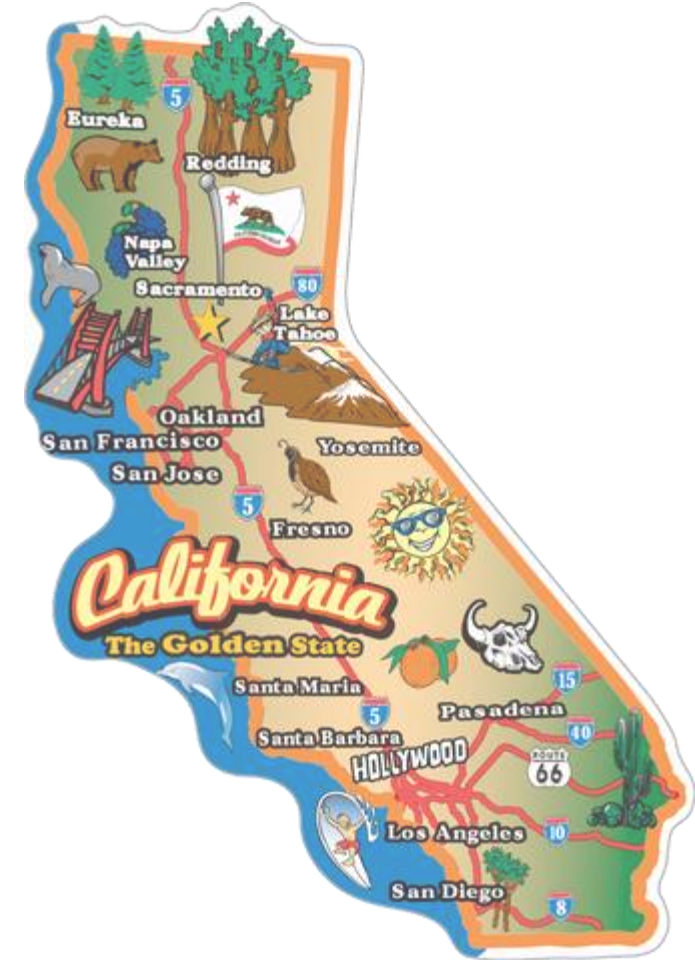 5
Eureka
Redding
Napa
Valley
Sacramento
80
Lake
Tahoe
Oakland
San Francisco
Yosemite
San Jose
5
Fresno
California
The Golden State
15
Santa Maria
Pasadena
5
40
Santa Barbara
HOLLYWOOD
ROUTE
66
Los Angeles
10
San Diego
8